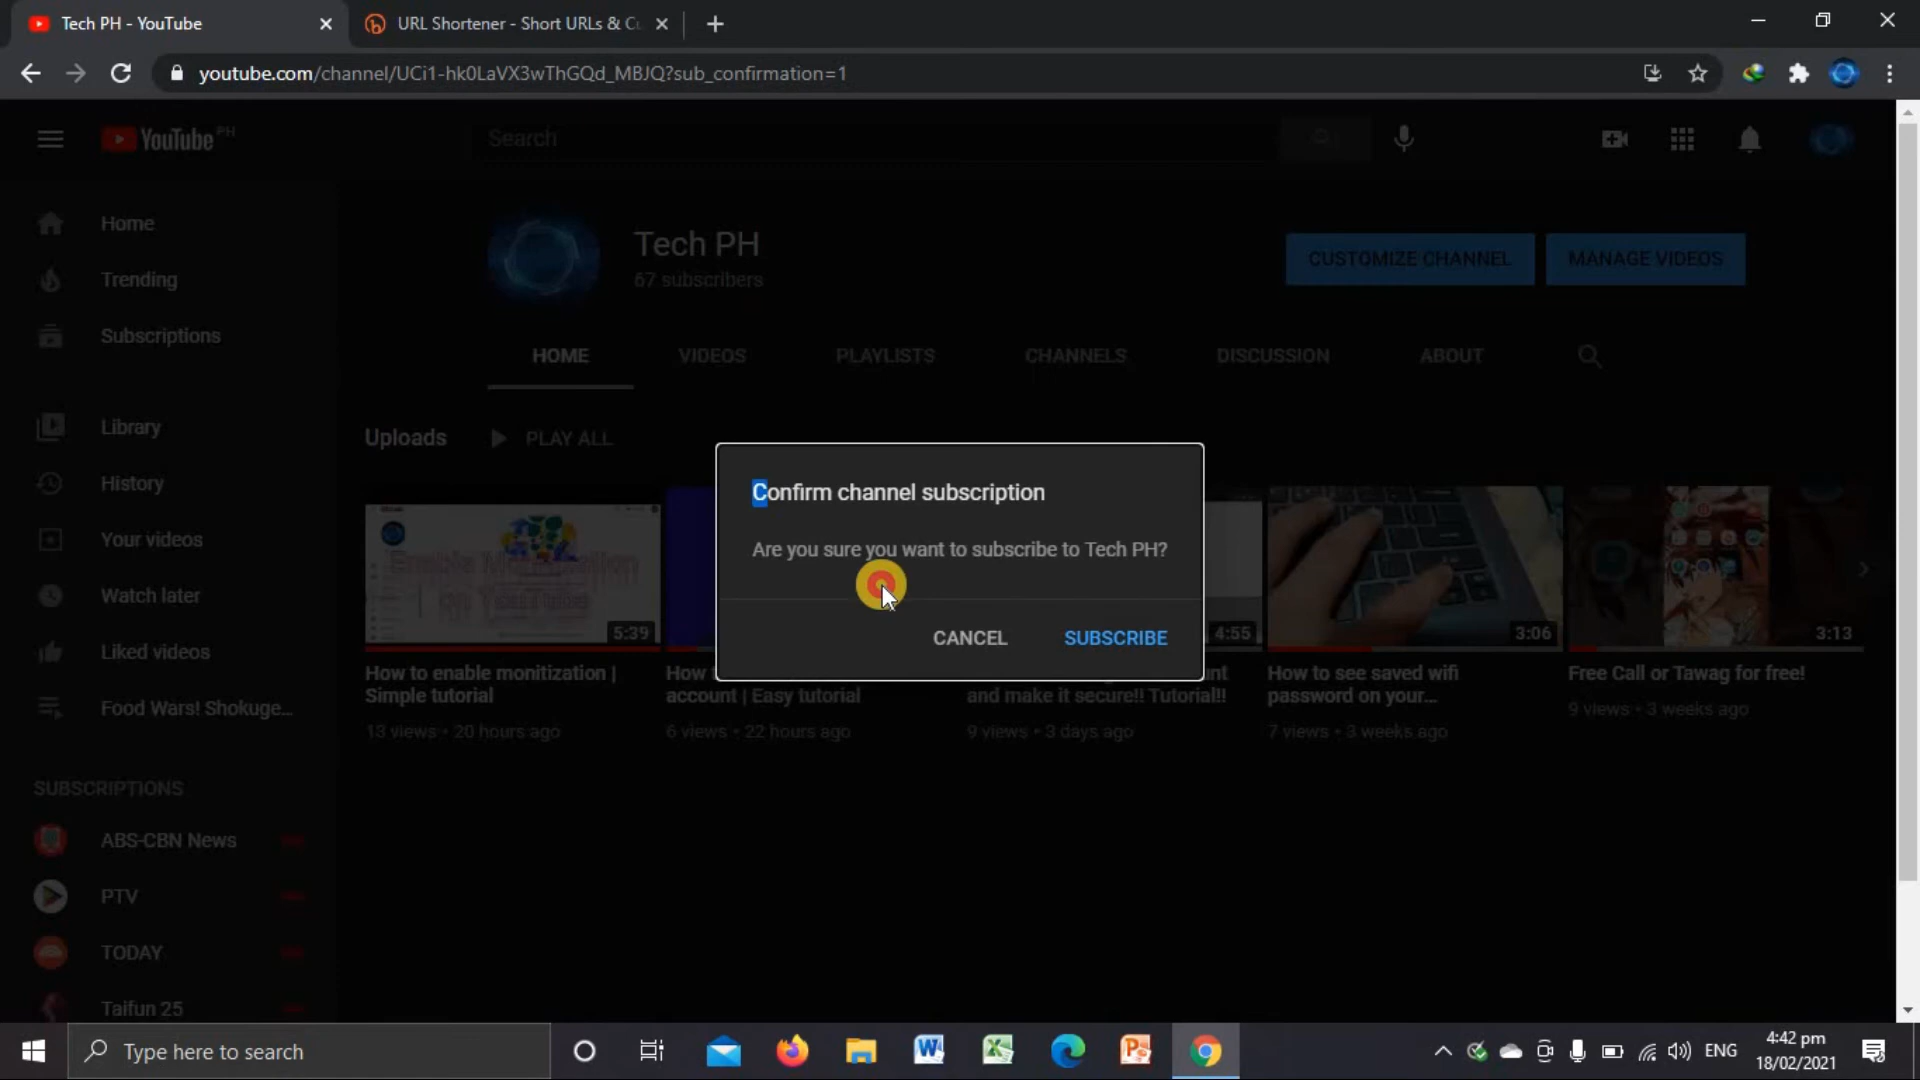 Tech PH - YouTube
URL Shortener - Short URLs & C
youtube.com/channel/UCi1-hk0LaVX3wThGQd_MBJQ?sub_confirmation=1
YouTube PH
Search
Home
Trending
Subscriptions
Library
History
Your videos
Watch later
Liked videos
Food Wars! Shokuge...
SUBSCRIPTIONS
ABS-CBN News
PTV
TODAY
Taifun 25
Tech PH
67 subscribers
CUSTOMIZE CHANNEL
MANAGE VIDEOS
HOME
VIDEOS
PLAYLISTS
CHANNELS
DISCUSSION
ABOUT
Uploads
PLAY ALL
Confirm channel subscription
Are you sure you want to subscribe to Tech PH?
CANCEL
SUBSCRIBE
Enable Monitization
on YouTube
5:39
4:55
3:06
3:13
How to enable monitization |
Simple tutorial
13 views • 20 hours ago
How t
account | Easy tutorial
6 views • 22 hours ago
unt
and make it secure!! Tutorial!!
9 views • 3 days ago
How to see saved wifi
password on your...
7 views • 3 weeks ago
Free Call or Tawag for free!
9 views • 3 weeks ago
Type here to search
ENG
4:42 pm
18/02/2021